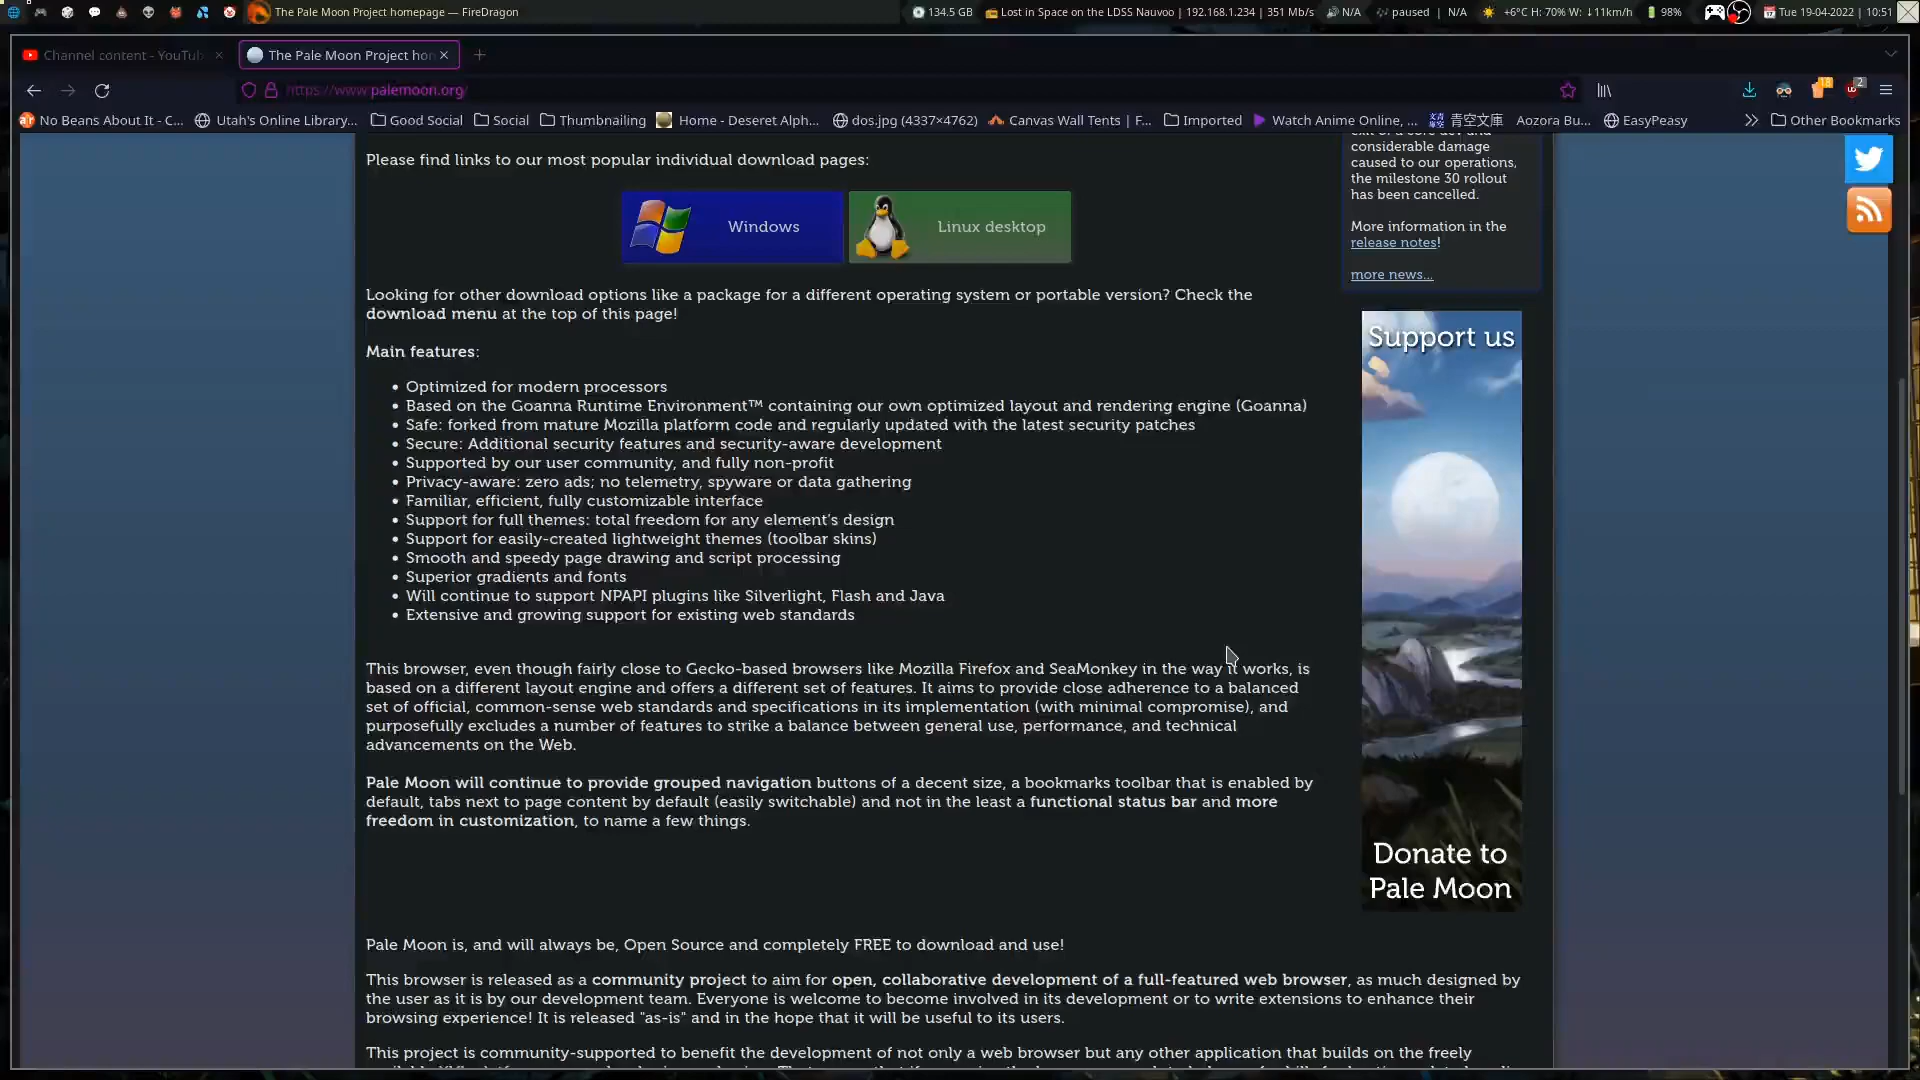 The Pale Moon Project homepage — FireDragon
134.5 GB
Lost in Space on the LDSS Nauvoo | 192.168.1.234 | 351 Mb/s
N/A
paused | N/A
+6°C H: 70% W: ↓11km/h
98%
Tue 19-04-2022 | 10:51
Channel content - YouTub
The Pale Moon Project hon
https://www.palemoon.org/
18
2
No Beans About It - C...
Utah's Online Library...
Good Social
Social
Thumbnailing
Home - Deseret Alph...
dos.jpg (4337×4762)
Canvas Wall Tents | F...
Imported
Watch Anime Online, ...
青空文庫 Aozora Bu...
EasyPeasy
Other Bookmarks
Please find links to our most popular individual download pages:
Windows
Linux desktop
Looking for other download options like a package for a different operating system or portable version? Check the
download menu at the top of this page!
Main features:
• Optimized for modern processors
• Based on the Goanna Runtime Environment™ containing our own optimized layout and rendering engine (Goanna)
• Safe: forked from mature Mozilla platform code and regularly updated with the latest security patches
• Secure: Additional security features and security-aware development
• Supported by our user community, and fully non-profit
• Privacy-aware: zero ads; no telemetry, spyware or data gathering
• Familiar, efficient, fully customizable interface
• Support for full themes: total freedom for any element's design
• Support for easily-created lightweight themes (toolbar skins)
• Smooth and speedy page drawing and script processing
• Superior gradients and fonts
• Will continue to support NPAPI plugins like Silverlight, Flash and Java
• Extensive and growing support for existing web standards
This browser, even though fairly close to Gecko-based browsers like Mozilla Firefox and SeaMonkey in the way it works, is
based on a different layout engine and offers a different set of features. It aims to provide close adherence to a balanced
set of official, common-sense web standards and specifications in its implementation (with minimal compromise), and
purposefully excludes a number of features to strike a balance between general use, performance, and technical
advancements on the Web.
Pale Moon will continue to provide grouped navigation buttons of a decent size, a bookmarks toolbar that is enabled by
default, tabs next to page content by default (easily switchable) and not in the least a functional status bar and more
freedom in customization, to name a few things.
Pale Moon is, and will always be, Open Source and completely FREE to download and use!
This browser is released as a community project to aim for open, collaborative development of a full-featured web browser, as much designed by
the user as it is by our development team. Everyone is welcome to become involved in its development or to write extensions to enhance their
browsing experience! It is released "as-is" and in the hope that it will be useful to its users.
This project is community-supported to benefit the development of not only a web browser but any other application that builds on the freely
considerable damage
caused to our operations,
the milestone 30 rollout
has been cancelled.
More information in the
release notes!
more news...
Support us
Donate to
Pale Moon